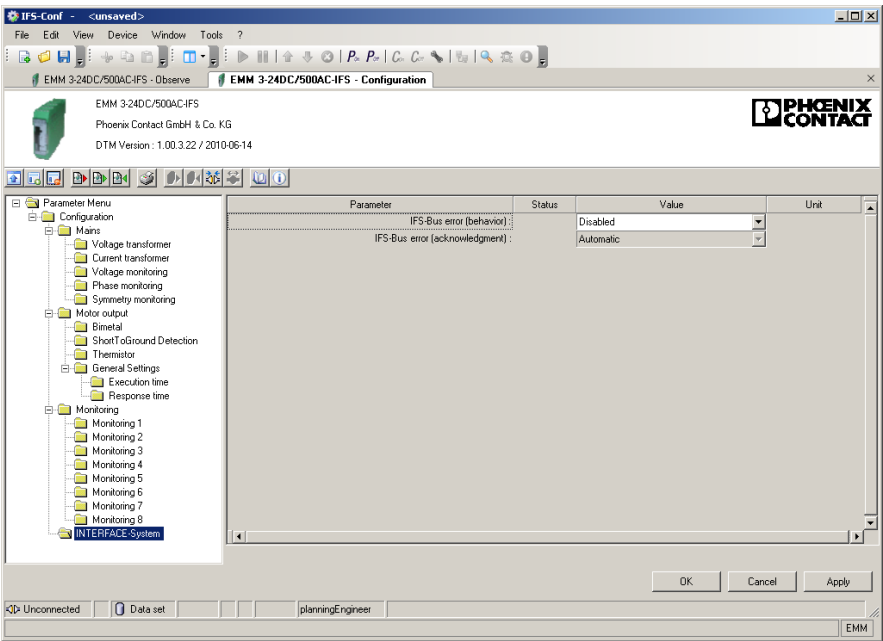 IFS-Conf - <unsaved>
File Edit View Device Window Tools ?
EMM 3-24DC/500AC-IFS - Observe
EMM 3-24DC/500AC-IFS - Configuration
EMM 3-24DC/500AC-IFS
Phoenix Contact GmbH & Co. KG
DTM Version : 1.00.3.22 / 2010-06-14
PHŒNIX
CONTACT
Parameter Menu
Configuration
Mains
Voltage transformer
Current transformer
Voltage monitoring
Phase monitoring
Symmetry monitoring
Motor output
Bimetal
ShortToGround Detection
Thermistor
General Settings
Execution time
Response time
Monitoring
Monitoring 1
Monitoring 2
Monitoring 3
Monitoring 4
Monitoring 5
Monitoring 6
Monitoring 7
Monitoring 8
INTERFACE-System
Parameter Status Value Unit
IFS-Bus error (behavior) : Disabled
IFS-Bus error (acknowledgment) : Automatic
OK Cancel Apply
Unconnected Data set planningEngineer
EMM